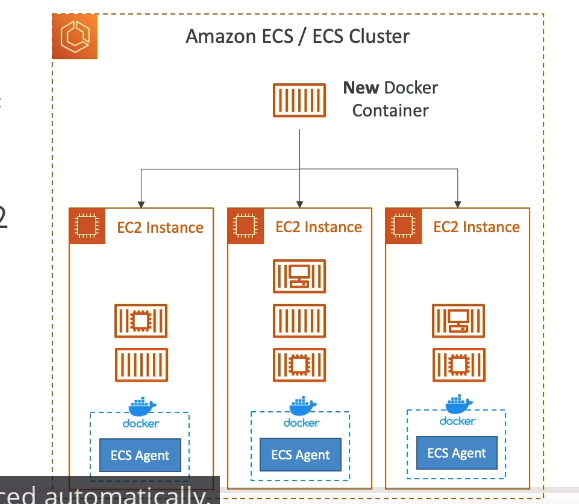 Amazon ECS / ECS Cluster
New Docker
Container
2
EC2 Instance
EC2 Instance
EC2 Instance
docker
docker
docker
ECS Agent
ECS Agent
ECS Agent
ced automatically.